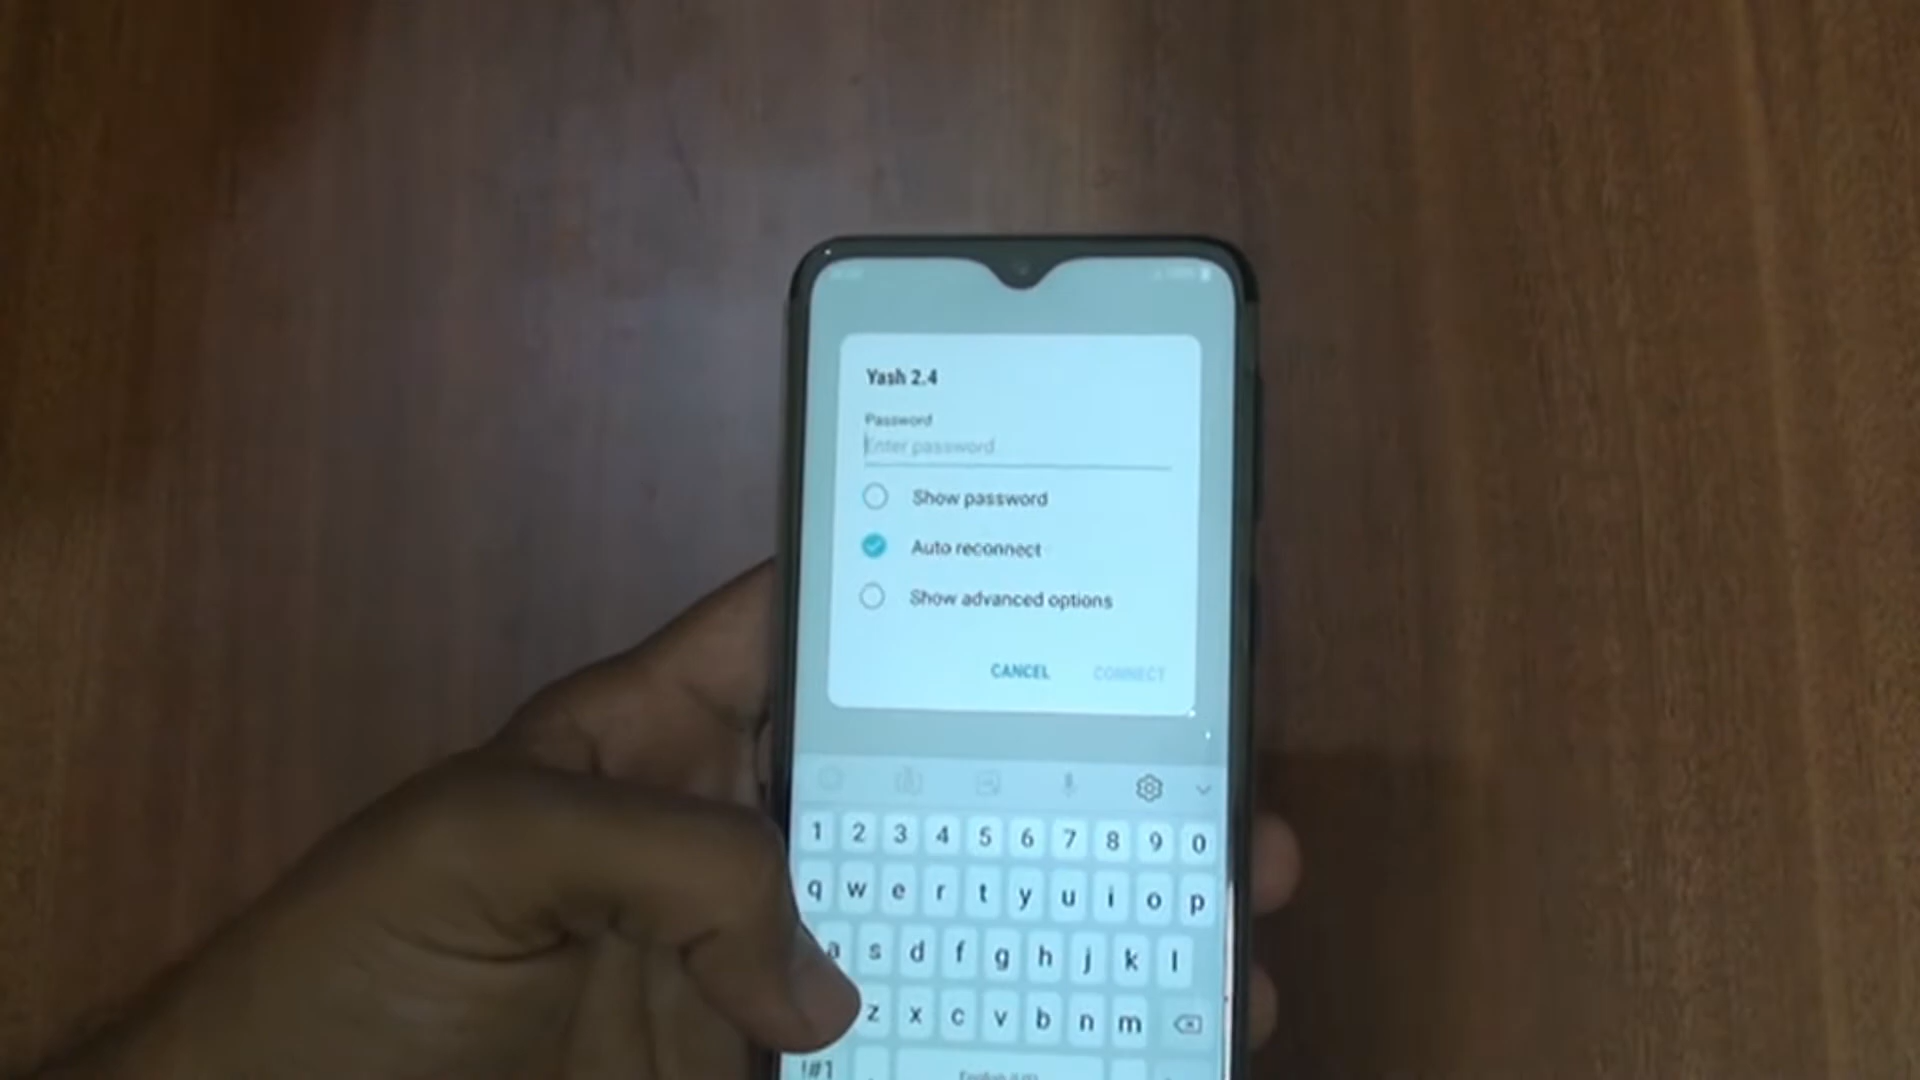 Yash 2.4
Password
Enter password
Show password
Auto reconnect
Show advanced options
CANCEL CONNECT
1 2 3 4 5 6 7 8 9 0
q w e r t y u i o p
a s d f g h j k l
z x c v b n m
!#1